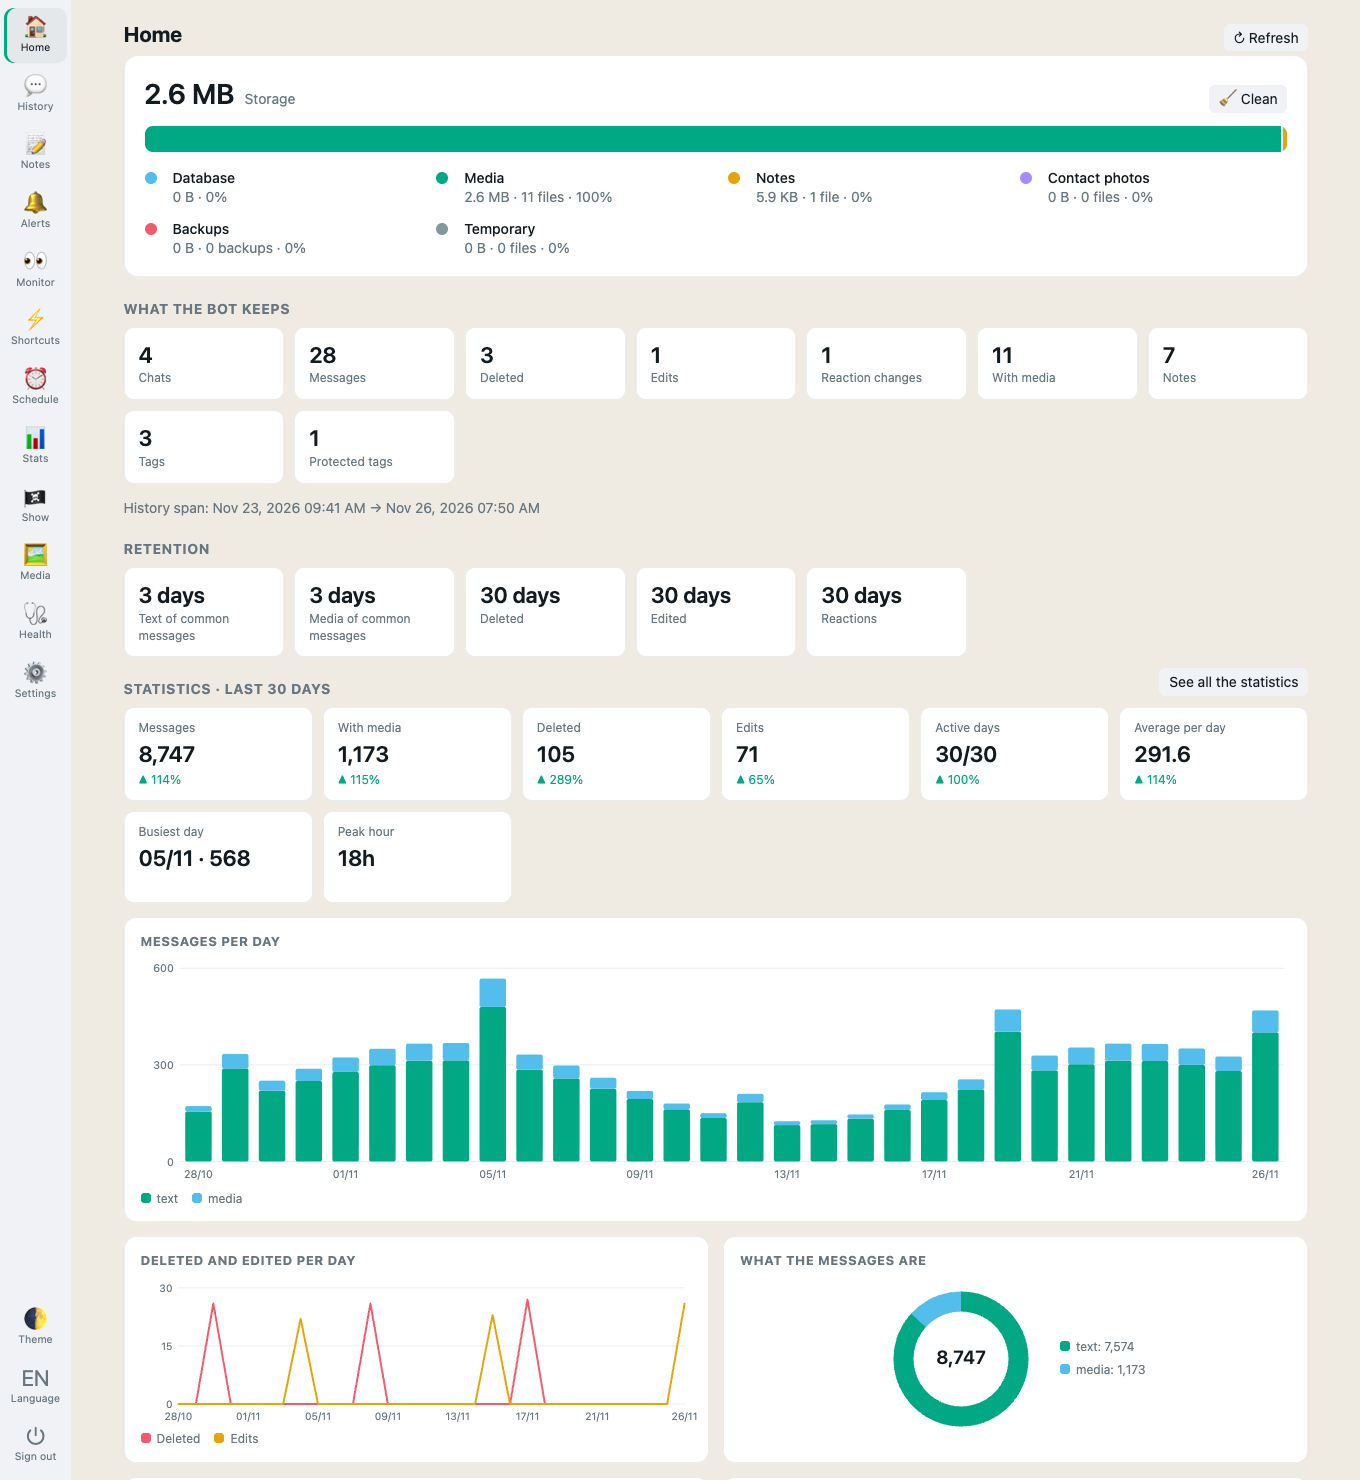 Home
History
Notes
Alerts
Monitor
Shortcuts
Schedule
Stats
Show
Media
Health
Settings
Theme
EN
Language
Sign out
Home
↻ Refresh
2.6 MB Storage
Clean
Database
0 B · 0%
Media
2.6 MB · 11 files · 100%
Notes
5.9 KB · 1 file · 0%
Contact photos
0 B · 0 files · 0%
Backups
0 B · 0 backups · 0%
Temporary
0 B · 0 files · 0%
WHAT THE BOT KEEPS
4
Chats
28
Messages
3
Deleted
1
Edits
1
Reaction changes
11
With media
7
Notes
3
Tags
1
Protected tags
History span: Nov 23, 2026 09:41 AM → Nov 26, 2026 07:50 AM
RETENTION
3 days
Text of common
messages
3 days
Media of common
messages
30 days
Deleted
30 days
Edited
30 days
Reactions
STATISTICS · LAST 30 DAYS
See all the statistics
Messages
8,747
▲ 114%
With media
1,173
▲ 115%
Deleted
105
▲ 289%
Edits
71
▲ 65%
Active days
30/30
▲ 100%
Average per day
291.6
▲ 114%
Busiest day
05/11 · 568
Peak hour
18h
MESSAGES PER DAY
600
300
0
28/10 01/11 05/11 09/11 13/11 17/11 21/11 26/11
text media
DELETED AND EDITED PER DAY
30
15
0
28/10 01/11 05/11 09/11 13/11 17/11 21/11 26/11
Deleted Edits
WHAT THE MESSAGES ARE
8,747
text: 7,574
media: 1,173